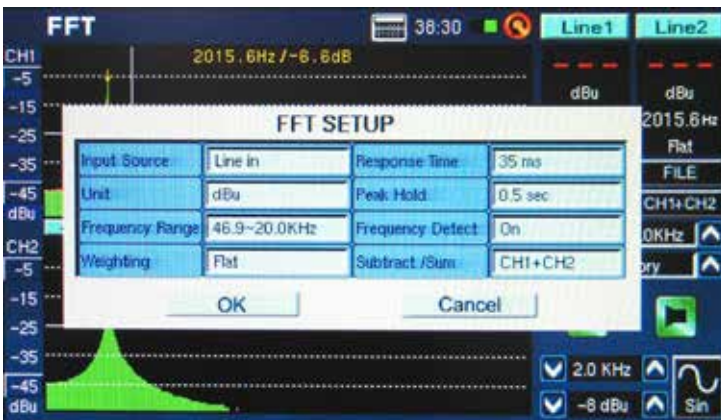 FFT 38:30 Line1 Line2
CH1 2015.6Hz/-6.6dB
-5
dBu dBu
-15 2015.6Hz
FFT SETUP
-25 Flat
Input Source Line in Response Time 35 ms
-35 FILE
Unit dBu Peak Hold 0.5 sec
-45 CH1+CH2
dBu
Frequency Range 46.9~20.0KHz Frequency Detect On
0KHz
CH2
Weighting Flat Subtract /Sum CH1+CH2
-5 ory
-15 OK Cancel
-25
-35 2.0 KHz
-45
dBu -8 dBu Sin